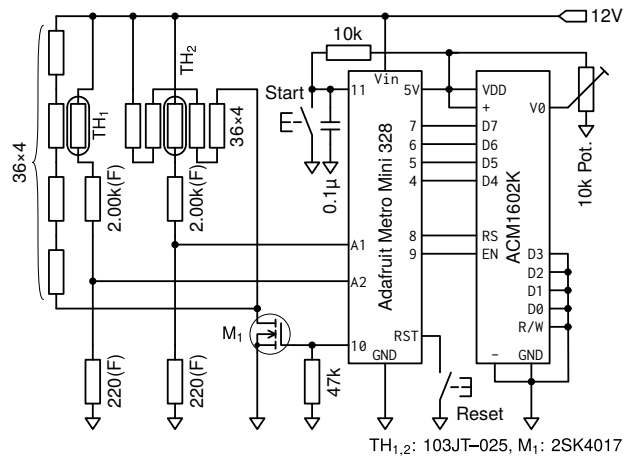 12V
10k
Vin
11
5V
VDD
+
V0
10k Pot.
Start
0.1μ
TH1
TH2
36×4
36×4
2.00k(F)
2.00k(F)
7
D7
6
D6
5
D5
4
D4
Adafruit Metro Mini 328
ACM1602K
A1
8
RS
A2
9
EN
D3
D2
D1
D0
R/W
M1
10
RST
GND
–
GND
220(F)
220(F)
47k
Reset
TH1,2: 103JT–025, M1: 2SK4017